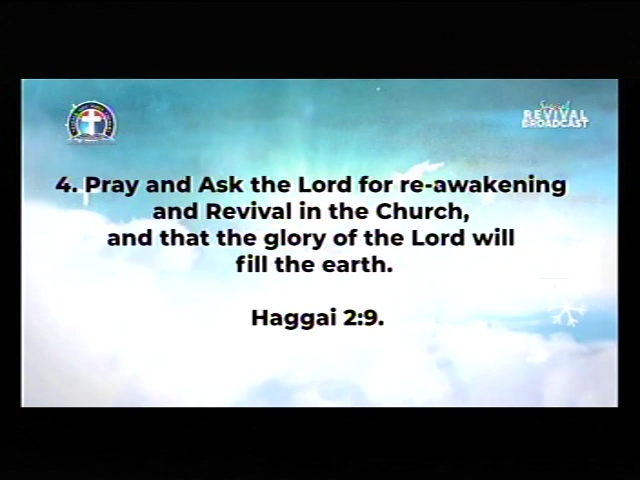 Special
REVIVAL
BROADCAST
4. Pray and Ask the Lord for re-awakening
and Revival in the Church,
and that the glory of the Lord will
fill the earth.
Haggai 2:9.